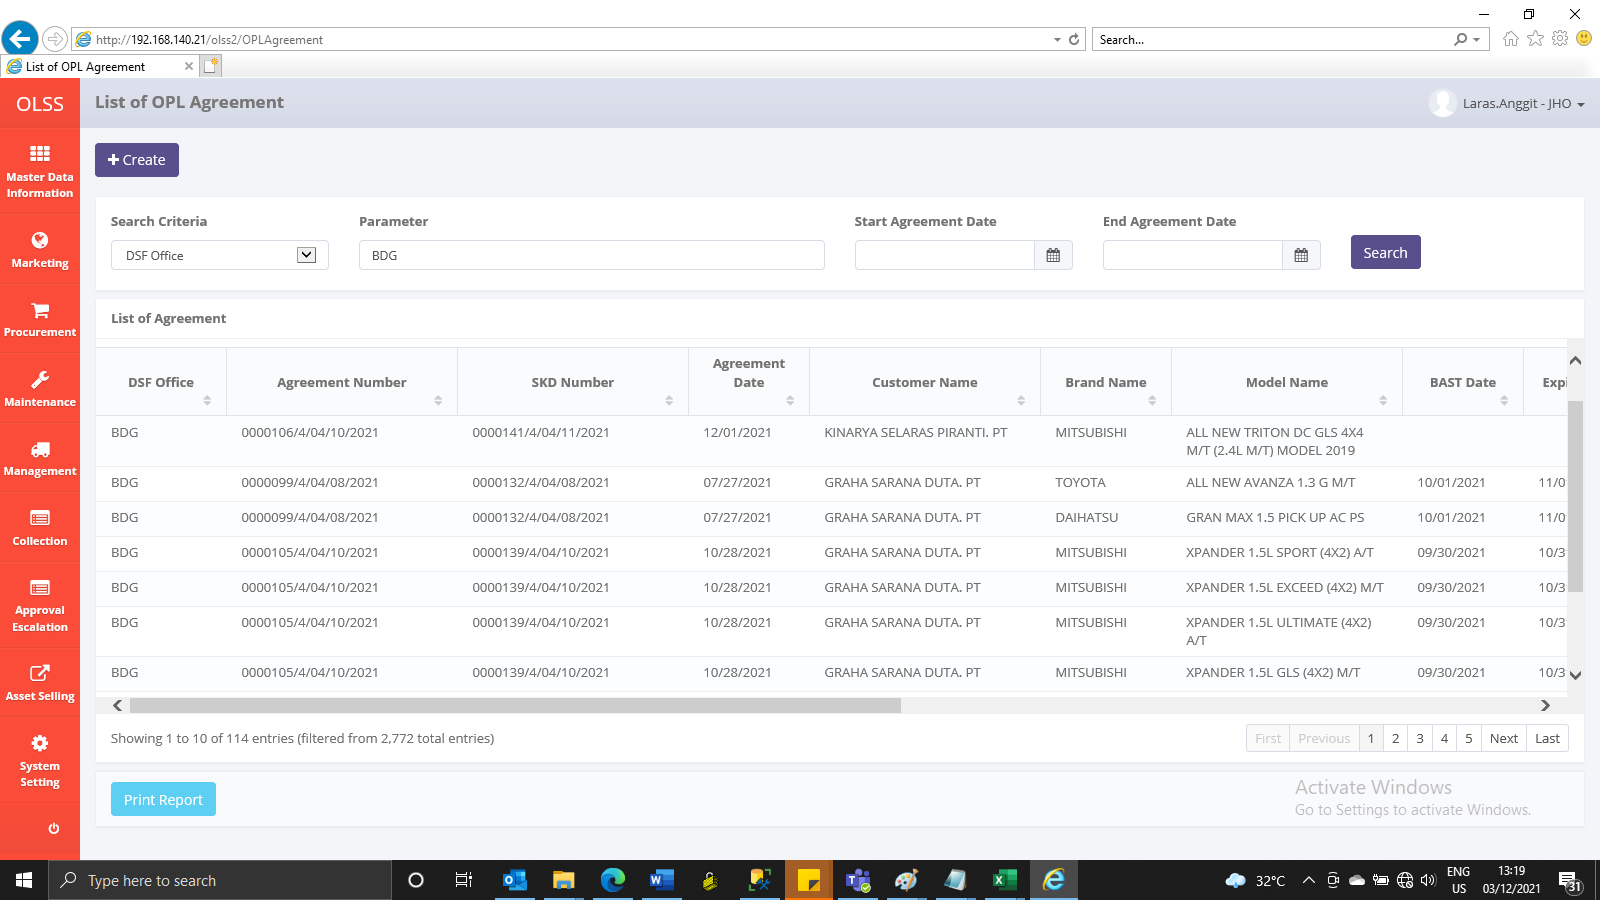 http://192.168.140.21/olss2/OPLAgreement
Search...
List of OPL Agreement
OLSS
List of OPL Agreement
Laras.Anggit - JHO
Master Data
Information
Marketing
Procurement
Maintenance
Management
Collection
Approval
Escalation
Asset Selling
System
Setting
Create
Search Criteria
Parameter
Start Agreement Date
End Agreement Date
DSF Office
BDG
Search
List of Agreement
DSF Office Agreement Number SKD Number Agreement Date Customer Name Brand Name Model Name BAST Date Expi
BDG 0000106/4/04/10/2021 0000141/4/04/11/2021 12/01/2021 KINARYA SELARAS PIRANTI. PT MITSUBISHI ALL NEW TRITON DC GLS 4X4
M/T (2.4L M/T) MODEL 2019
BDG 0000099/4/04/08/2021 0000132/4/04/08/2021 07/27/2021 GRAHA SARANA DUTA. PT TOYOTA ALL NEW AVANZA 1.3 G M/T 10/01/2021 11/0
BDG 0000099/4/04/08/2021 0000132/4/04/08/2021 07/27/2021 GRAHA SARANA DUTA. PT DAIHATSU GRAN MAX 1.5 PICK UP AC PS 10/01/2021 11/0
BDG 0000105/4/04/10/2021 0000139/4/04/10/2021 10/28/2021 GRAHA SARANA DUTA. PT MITSUBISHI XPANDER 1.5L SPORT (4X2) A/T 09/30/2021 10/3
BDG 0000105/4/04/10/2021 0000139/4/04/10/2021 10/28/2021 GRAHA SARANA DUTA. PT MITSUBISHI XPANDER 1.5L EXCEED (4X2) M/T 09/30/2021 10/3
BDG 0000105/4/04/10/2021 0000139/4/04/10/2021 10/28/2021 GRAHA SARANA DUTA. PT MITSUBISHI XPANDER 1.5L ULTIMATE (4X2) 09/30/2021 10/3
A/T
BDG 0000105/4/04/10/2021 0000139/4/04/10/2021 10/28/2021 GRAHA SARANA DUTA. PT MITSUBISHI XPANDER 1.5L GLS (4X2) M/T 09/30/2021 10/3
Showing 1 to 10 of 114 entries (filtered from 2,772 total entries)
First Previous 1 2 3 4 5 Next Last
Print Report
Activate Windows
Go to Settings to activate Windows.
Type here to search
32°C
ENG
US
13:19
03/12/2021
31